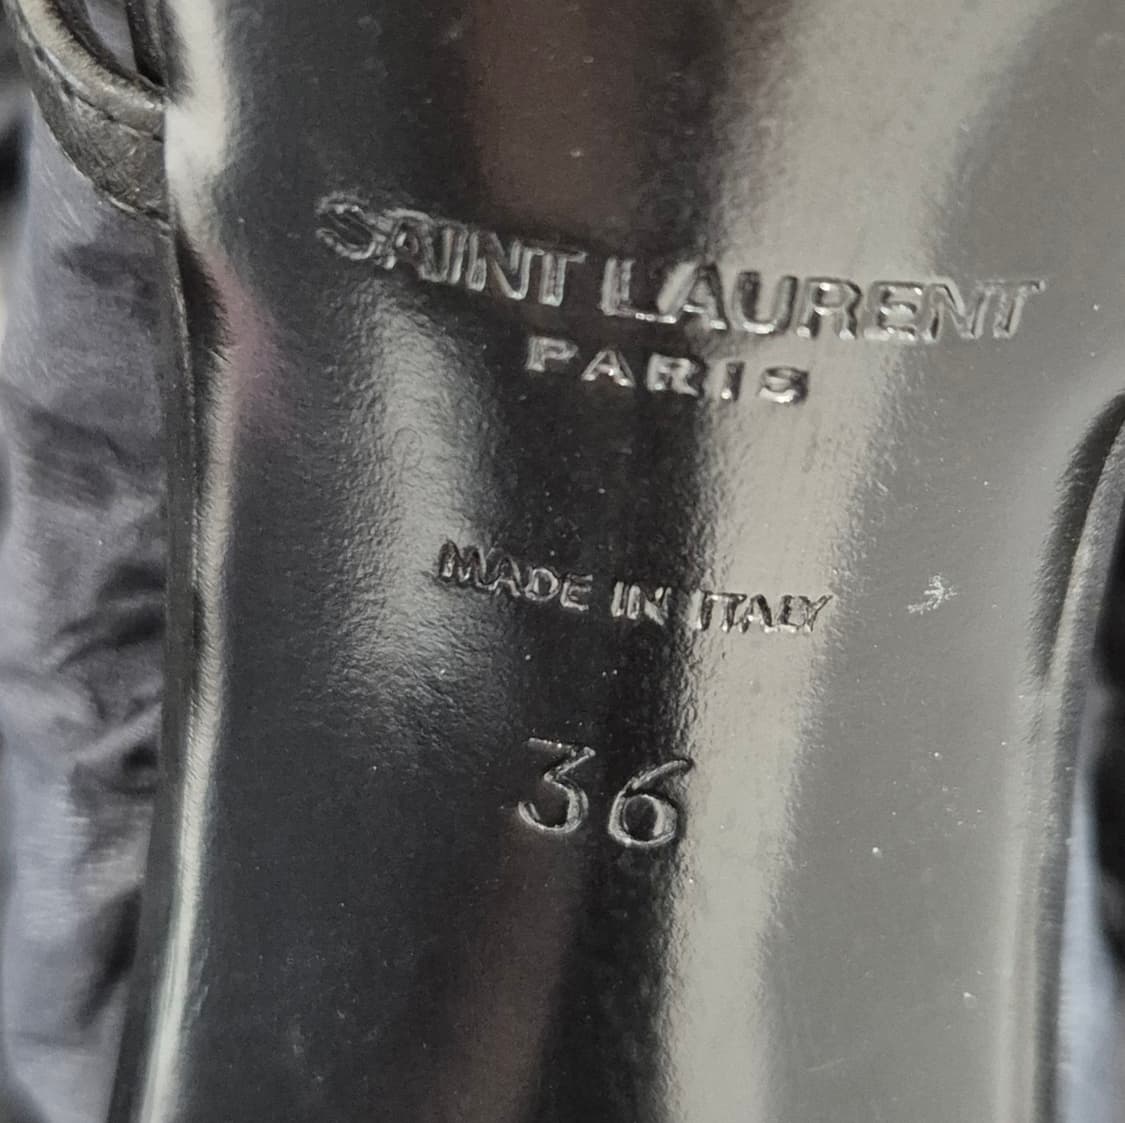 SAINT LAURENT
PARIS
MADE IN ITALY
36